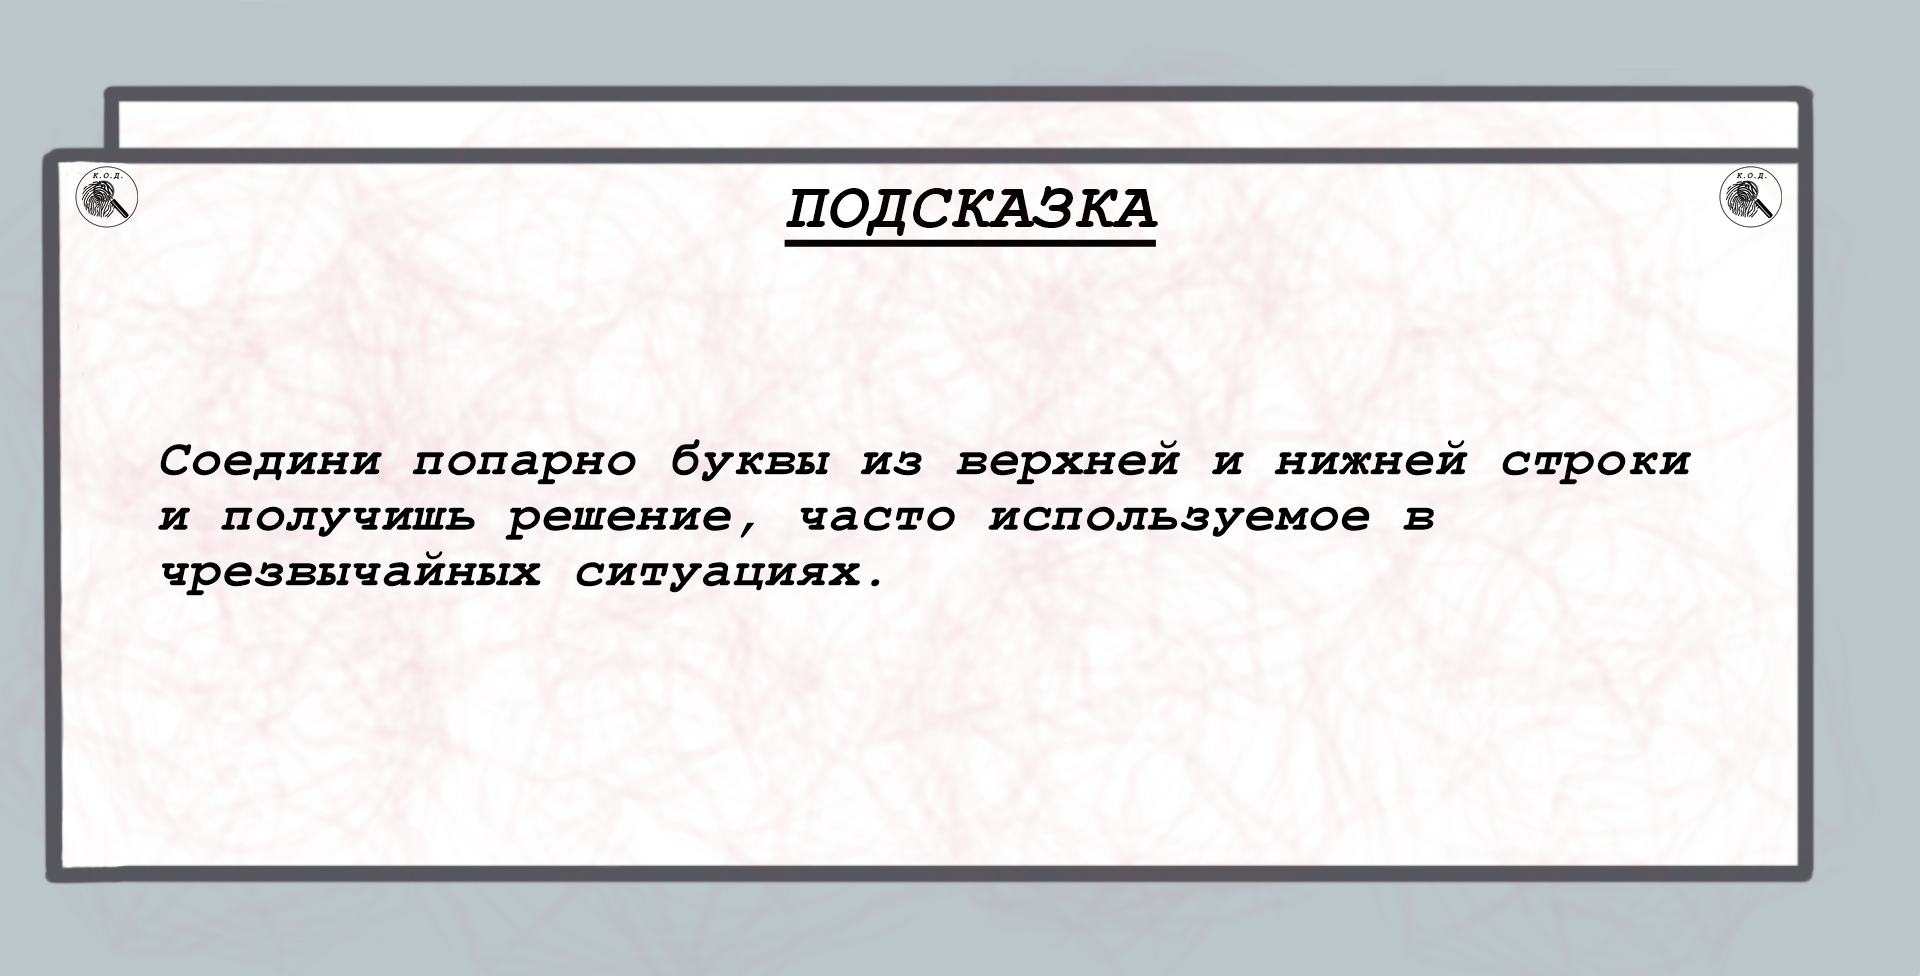 К.О.Д.
К.О.Д.
ПОДСКАЗКА
Соедини попарно буквы из верхней и нижней строки
и получишь решение, часто используемое в
чрезвычайных ситуациях.